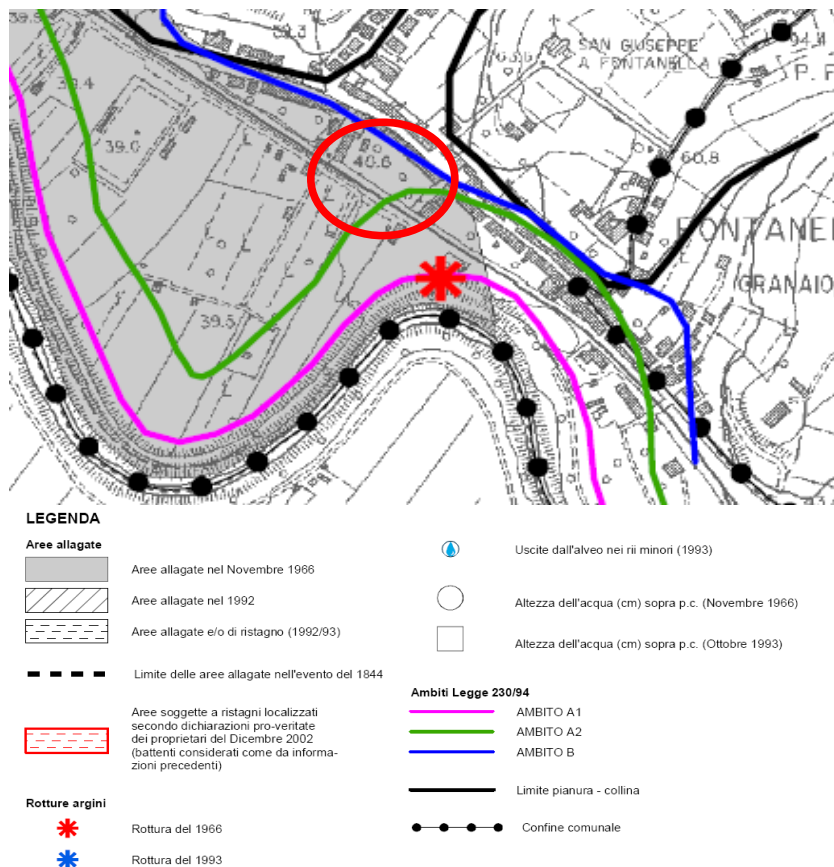 39.3
94.4
SAN GIUSEPPE
A FONTANELLA
63.6
P. F
39.4
39.0
40.6
60.8
FONTANE
GRANAIO
39.5
LEGENDA
Aree allagate
Aree allagate nel Novembre 1966
Aree allagate nel 1992
Aree allagate e/o di ristagno (1992/93)
Limite delle aree allagate nell'evento del 1844
Aree soggette a ristagni localizzati
secondo dichiarazioni pro-veritate
dei proprietari del Dicembre 2002
(battenti considerati come da informa-
zioni precedenti)
Rotture argini
Rottura del 1966
Rottura del 1993
Uscite dall'alveo nei rii minori (1993)
Altezza dell'acqua (cm) sopra p.c. (Novembre 1966)
Altezza dell'acqua (cm) sopra p.c. (Ottobre 1993)
Ambiti Legge 230/94
AMBITO A1
AMBITO A2
AMBITO B
Limite pianura - collina
Confine comunale